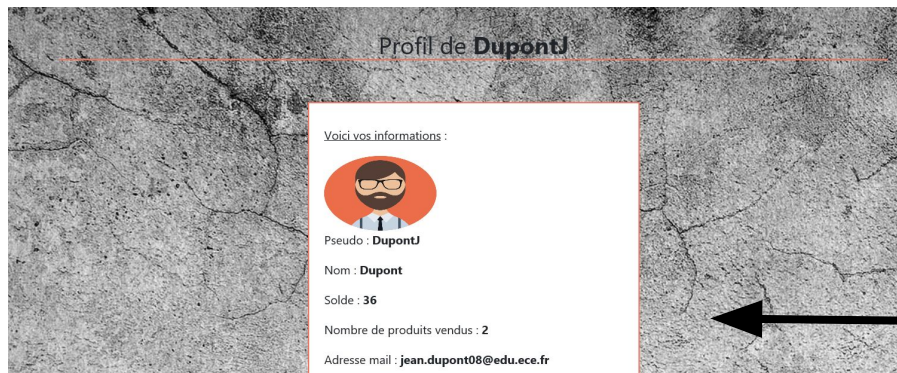 Profil de DupontJ
Voici vos informations :
Pseudo : DupontJ
Nom : Dupont
Solde : 36
Nombre de produits vendus : 2
Adresse mail : jean.dupont08@edu.ece.fr